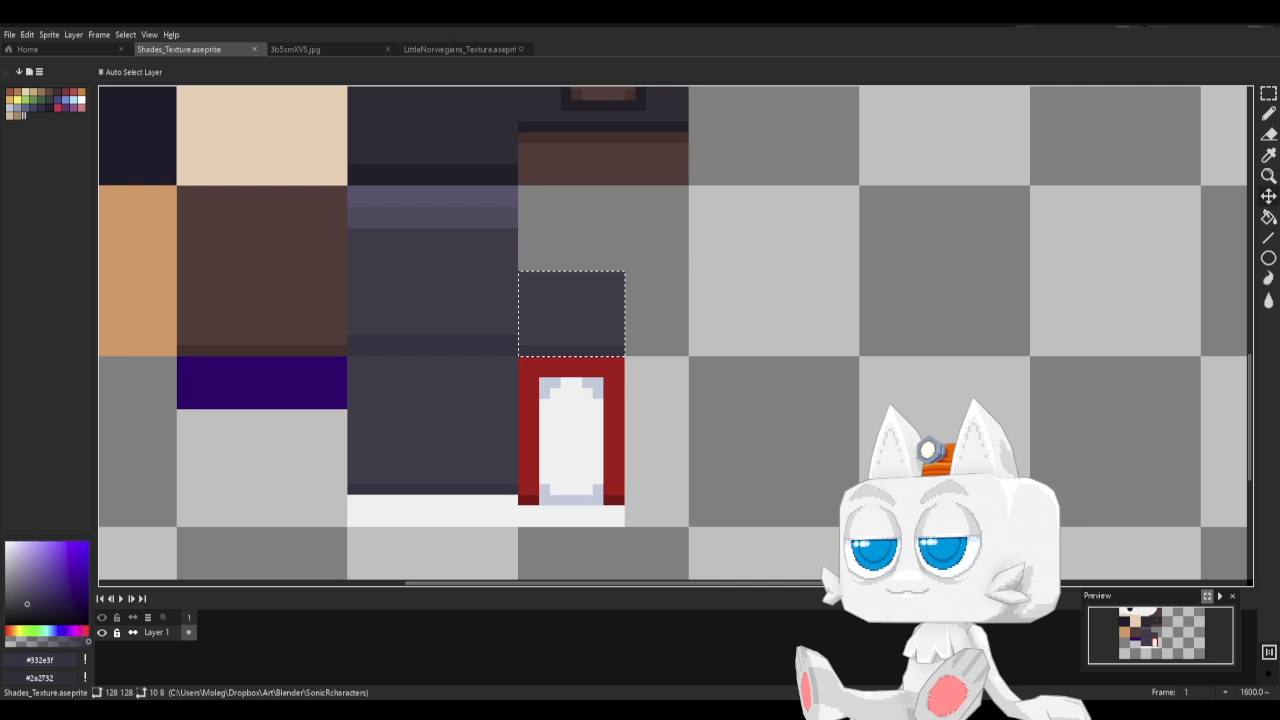 File Edit Sprite Layer Frame Select View Help
Home Shades_Texture.aseprite 3b5smXVS.jpg LittleNorwegians_Texture.asepri
Auto Select Layer
Preview
1
Layer 1
#332e3f
#2a2732
Shades_Texture.aseprite 128 128 10 8 (C:\Users\Moleg\Dropbox\Art\Blender\SonicRcharacters) Frame: 1 1600.0